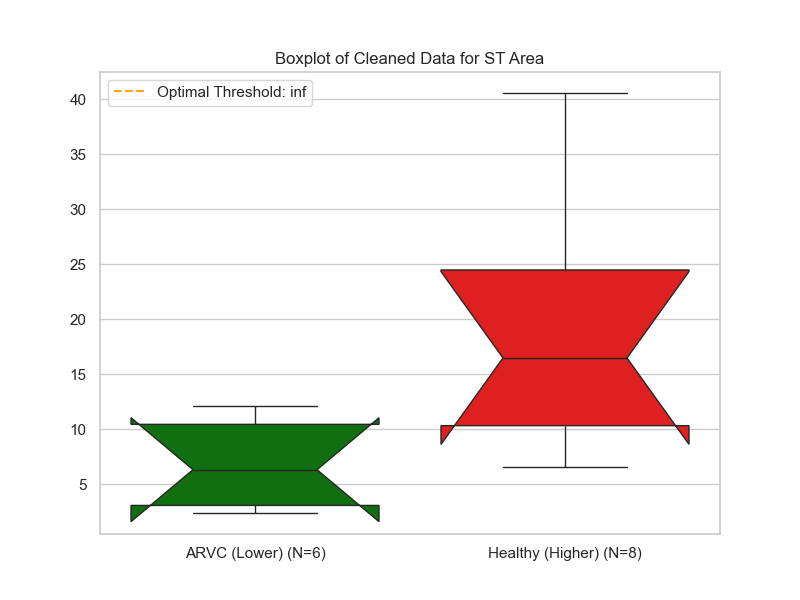 Boxplot of Cleaned Data for ST Area
Optimal Threshold: inf
40
35
30
25
20
15
10
5
ARVC (Lower) (N=6)
Healthy (Higher) (N=8)